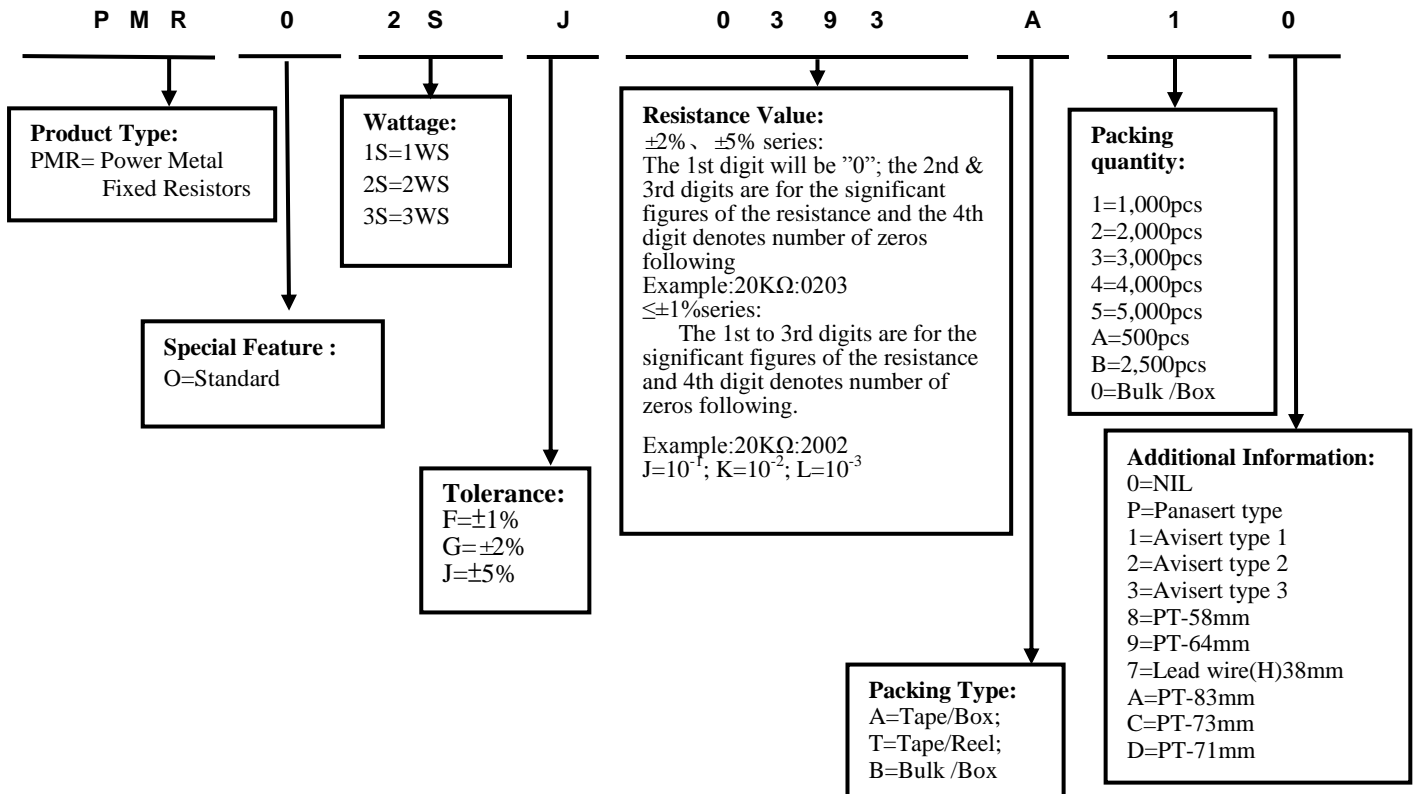 P M R 0 2 S J 0 3 9 3 A 1 0
Product Type:
PMR= Power Metal
Fixed Resistors
Special Feature :
O=Standard
Wattage:
1S=1WS
2S=2WS
3S=3WS
Tolerance:
F=±1%
G=±2%
J=±5%
Resistance Value:
±2%、±5% series:
The 1st digit will be ”0”; the 2nd &
3rd digits are for the significant
figures of the resistance and the 4th
digit denotes number of zeros
following
Example:20KΩ:0203
≤±1%series:
The 1st to 3rd digits are for the
significant figures of the resistance
and 4th digit denotes number of
zeros following.
Example:20KΩ:2002
J=10⁻¹; K=10⁻²; L=10⁻³
Packing Type:
A=Tape/Box;
T=Tape/Reel;
B=Bulk /Box
Packing
quantity:
1=1,000pcs
2=2,000pcs
3=3,000pcs
4=4,000pcs
5=5,000pcs
A=500pcs
B=2,500pcs
0=Bulk /Box
Additional Information:
0=NIL
P=Panasert type
1=Avisert type 1
2=Avisert type 2
3=Avisert type 3
8=PT-58mm
9=PT-64mm
7=Lead wire(H)38mm
A=PT-83mm
C=PT-73mm
D=PT-71mm